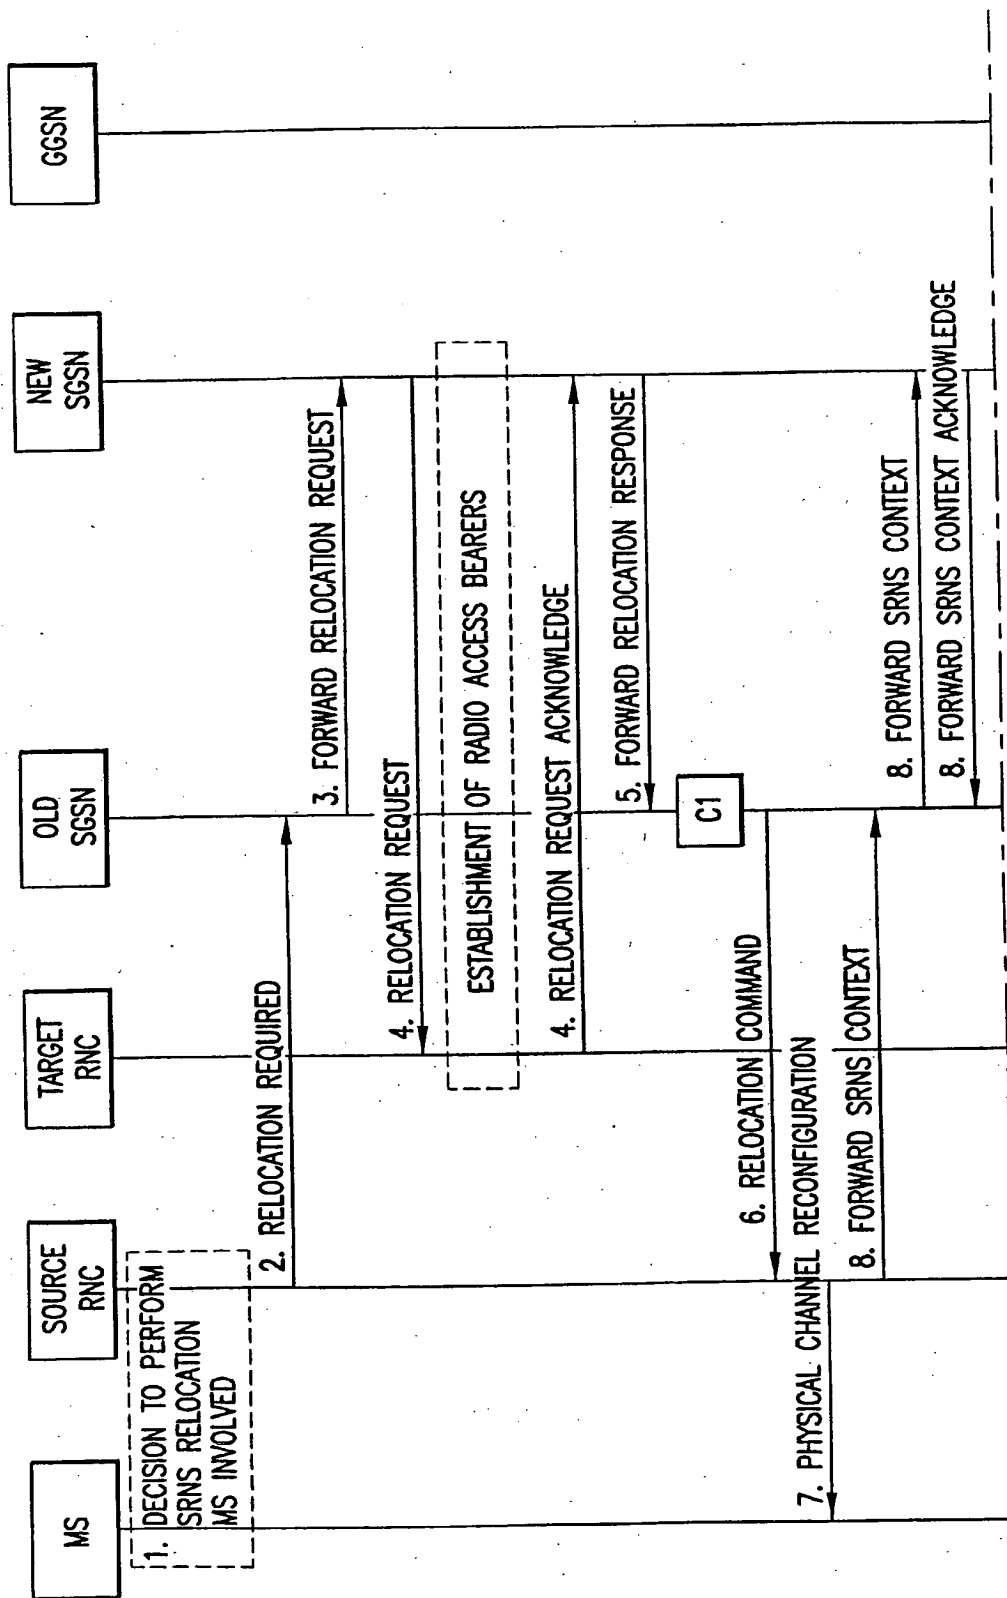 MS
SOURCE
RNC
TARGET
RNC
OLD
SGSN
NEW
SGSN
GGSN
1. DECISION TO PERFORM
SRNS RELOCATION
MS INVOLVED
2. RELOCATION REQUIRED
3. FORWARD RELOCATION REQUEST
4. RELOCATION REQUEST
ESTABLISHMENT OF RADIO ACCESS BEARERS
4. RELOCATION REQUEST ACKNOWLEDGE
5. FORWARD RELOCATION RESPONSE
C1
6. RELOCATION COMMAND
7. PHYSICAL CHANNEL RECONFIGURATION
8. FORWARD SRNS CONTEXT
8. FORWARD SRNS CONTEXT
8. FORWARD SRNS CONTEXT ACKNOWLEDGE